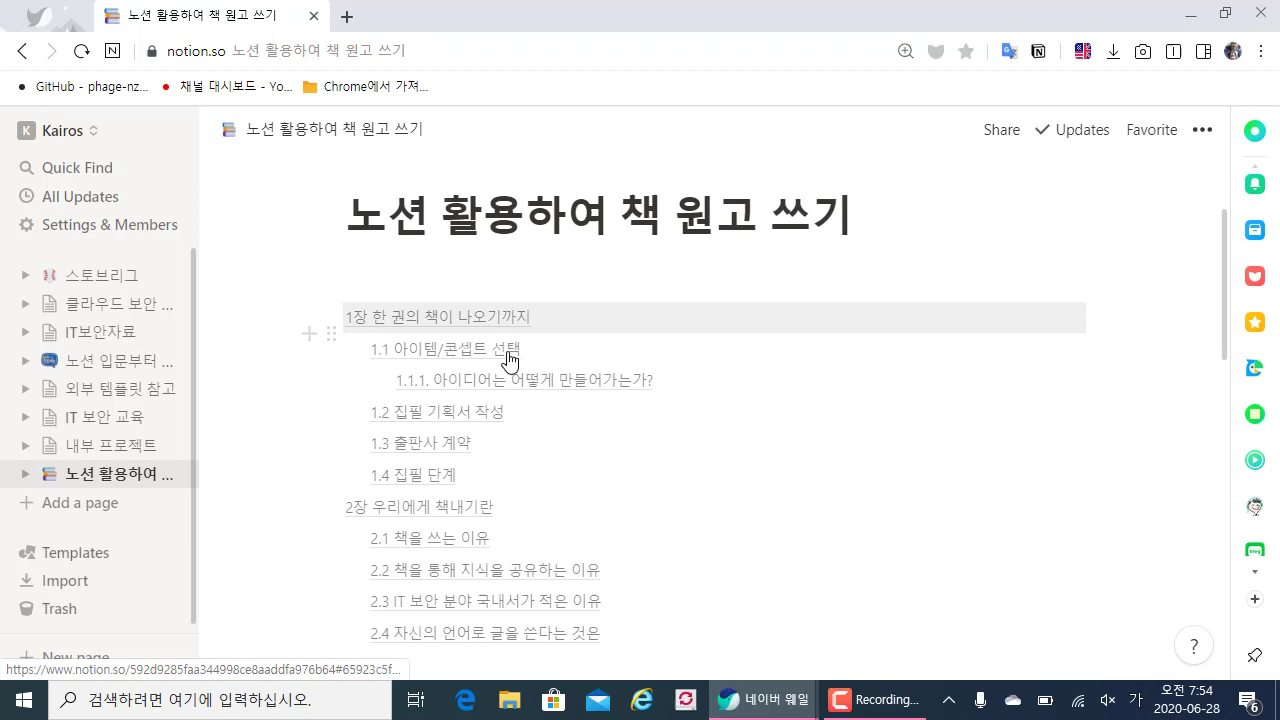 노션 활용하여 책 원고 쓰기
notion.so 노션 활용하여 책 원고 쓰기
GitHub - phage-nz...
채널 대시보드 - Yo...
Chrome에서 가져...
K Kairos
노션 활용하여 책 원고 쓰기
Share
Updates
Favorite
Quick Find
All Updates
Settings & Members
스토브리그
클라우드 보안 ...
IT보안자료
노션 입문부터 ...
외부 템플릿 참고
IT 보안 교육
내부 프로젝트
노션 활용하여 ...
Add a page
Templates
Import
Trash
New page
노션 활용하여 책 원고 쓰기
1장 한 권의 책이 나오기까지
1.1 아이템/콘셉트 선택
1.1.1. 아이디어는 어떻게 만들어가는가?
1.2 집필 기획서 작성
1.3 출판사 계약
1.4 집필 단계
2장 우리에게 책내기란
2.1 책을 쓰는 이유
2.2 책을 통해 지식을 공유하는 이유
2.3 IT 보안 분야 국내서가 적은 이유
2.4 자신의 언어로 글을 쓴다는 것은
?
blog
https://www.notion.so/592d9285faa344998ce8aaddfa976b64#65923c5f...
검색하려면 여기에 입력하십시오.
네이버 웨일
Recording...
가
오전 7:54
2020-06-28
6